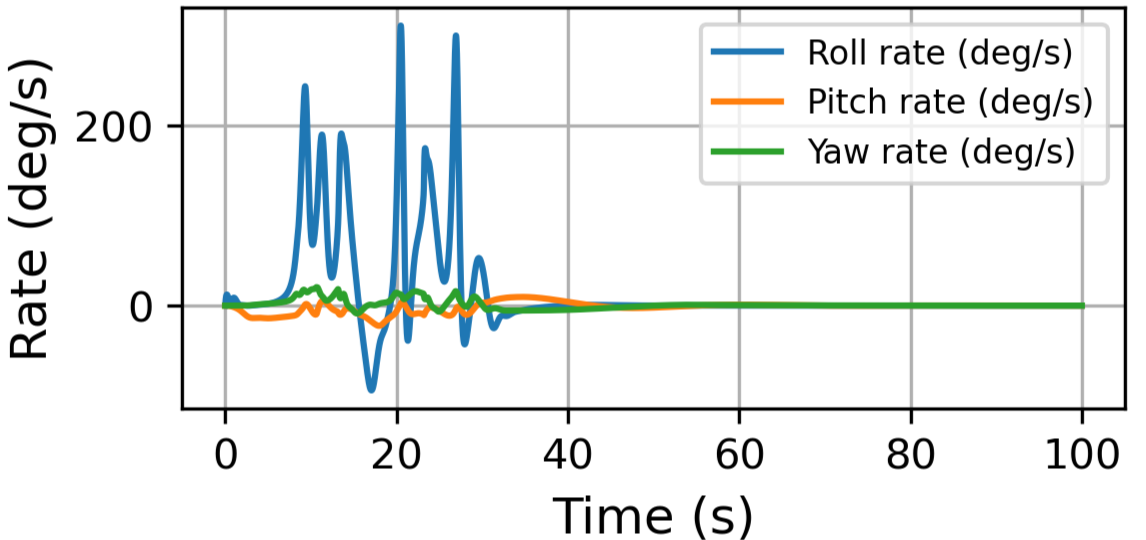 Rate (deg/s)
200
0
Roll rate (deg/s)
Pitch rate (deg/s)
Yaw rate (deg/s)
0 20 40 60 80 100
Time (s)